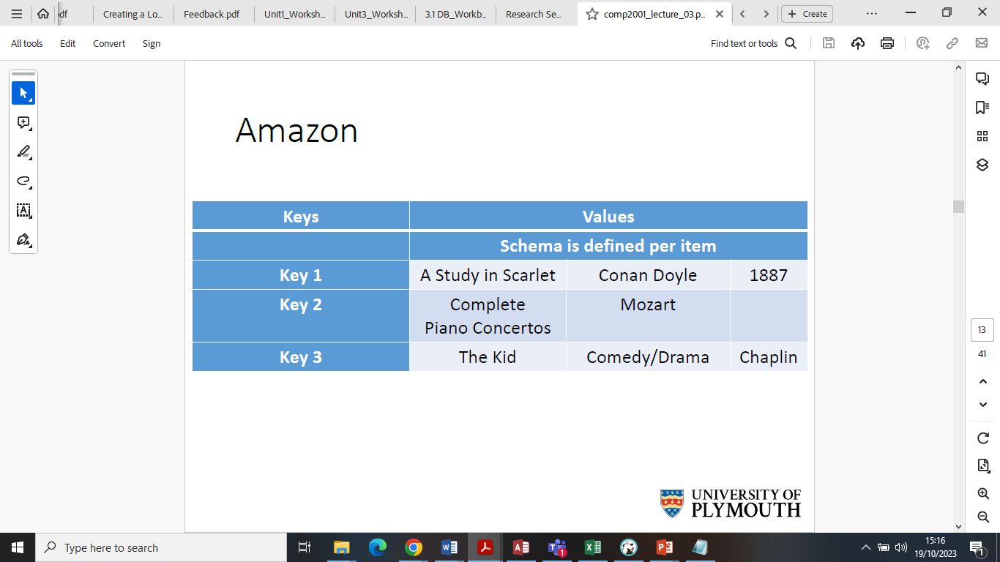 df
Creating a Lo...
Feedback.pdf
Unit1_Worksh...
Unit3_Worksh...
3.1 DB_Workb...
Research Se...
comp2001_lecture_03.p...
Create
All tools
Edit
Convert
Sign
Find text or tools
Amazon
Keys Values
Schema is defined per item
Key 1 A Study in Scarlet Conan Doyle 1887
Key 2 Complete Mozart
Piano Concertos
Key 3 The Kid Comedy/Drama Chaplin
13
41
UNIVERSITY OF
PLYMOUTH
Type here to search
15:16
19/10/2023
1
1